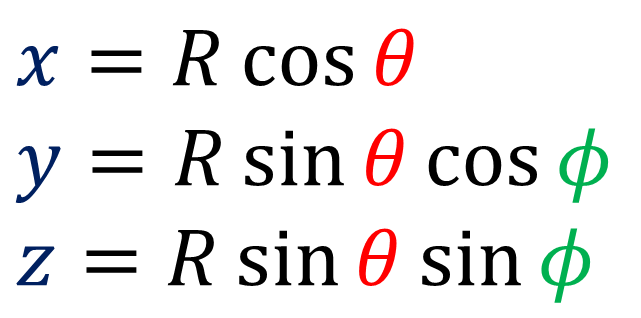 x = R cos θ
y = R sin θ cos ϕ
z = R sin θ sin ϕ